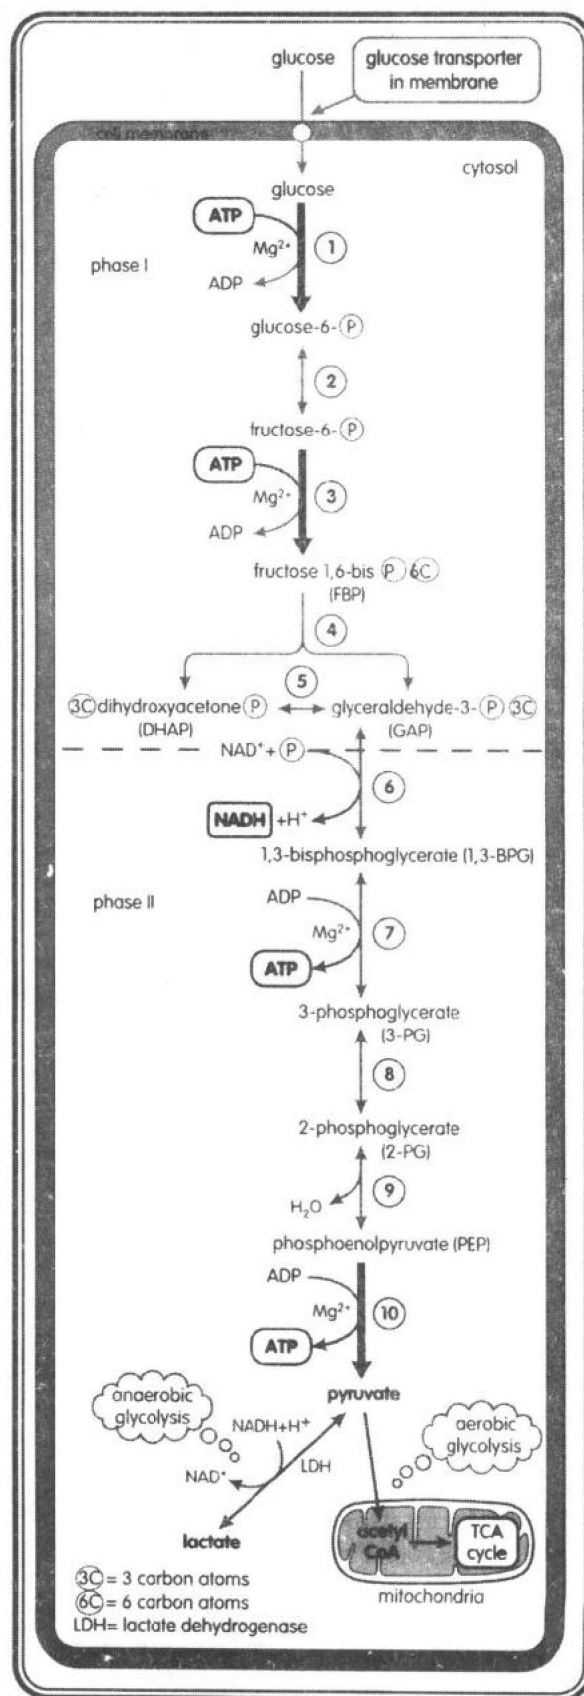 glucose
glucose transporter
in membrane
cell membrane
cytosol
glucose
ATP
Mg²⁺
1
phase I
ADP
glucose-6-P
2
fructose-6-P
ATP
Mg²⁺
3
ADP
fructose 1,6-bis P 6C
(FBP)
4
5
3C dihydroxyacetone P
(DHAP)
glyceraldehyde-3-P 3C
(GAP)
NAD⁺ + P
6
NADH + H⁺
1,3-bisphosphoglycerate (1,3-BPG)
phase II
ADP
Mg²⁺
7
ATP
3-phosphoglycerate
(3-PG)
8
2-phosphoglycerate
(2-PG)
9
H₂O
phosphoenolpyruvate (PEP)
ADP
Mg²⁺
10
ATP
pyruvate
anaerobic
glycolysis
NADH+H⁺
aerobic
glycolysis
NAD⁺
LDH
lactate
acetyl
CoA
TCA
cycle
mitochondria
3C = 3 carbon atoms
6C = 6 carbon atoms
LDH= lactate dehydrogenase